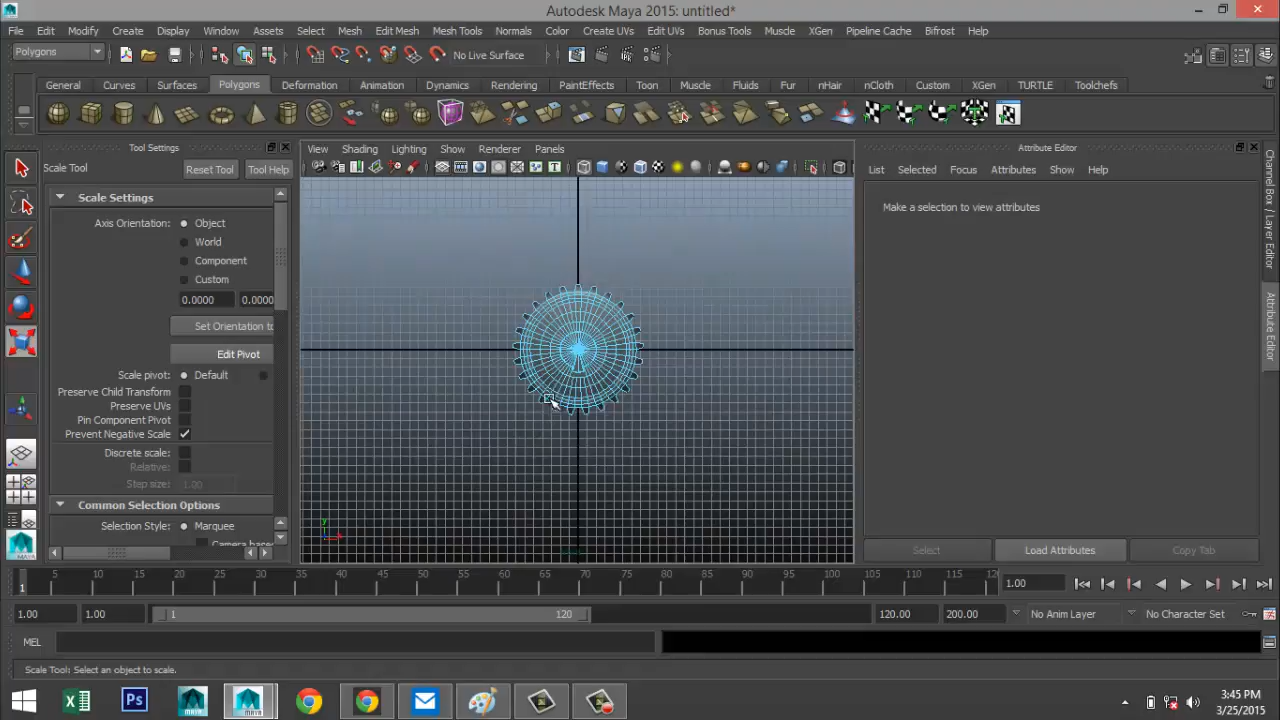 Autodesk Maya 2015: untitled*
File Edit Modify Create Display Window Assets Select Mesh Edit Mesh Mesh Tools Normals Color Create UVs Edit UVs Bonus Tools Muscle XGen Pipeline Cache Bifrost Help
Polygons No Live Surface
General Curves Surfaces Polygons Deformation Animation Dynamics Rendering PaintEffects Toon Muscle Fluids Fur nHair nCloth Custom XGen TURTLE Toolchefs
Tool Settings
View Shading Lighting Show Renderer Panels
Attribute Editor
Scale Tool Reset Tool Tool Help
List Selected Focus Attributes Show Help
Scale Settings
Make a selection to view attributes
Axis Orientation: Object
World
Component
Custom
0.0000 0.0000
Set Orientation to
Edit Pivot
Scale pivot: Default
Preserve Child Transform
Preserve UVs
Pin Component Pivot
Prevent Negative Scale
Discrete scale:
Relative:
Step size: 1.00
Common Selection Options
Selection Style: Marquee
Camera based
y
x
Select Load Attributes Copy Tab
Channel Box / Layer Editor
Attribute Editor
1 5 10 15 20 25 30 35 40 45 50 55 60 65 70 75 80 85 90 95 100 105 110 115 120 1.00
1.00 1.00 1 120 120.00 200.00 No Anim Layer No Character Set
MEL
Scale Tool: Select an object to scale.
Ps
3:45 PM
3/25/2015